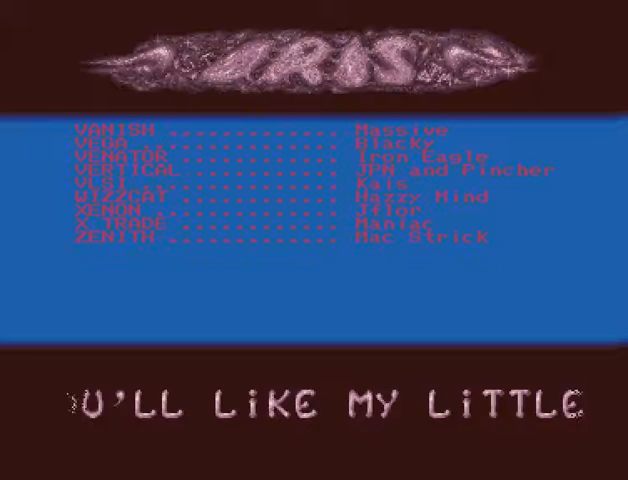 IRIS
VANISH .............. Massive
VEGA .. ............. Blacky
VENATOR ............. Iron Eagle
VERTICAL ............ JPN and Pincher
VLSI ................ Kais
WIZZCAT ............. Hazzy Mind
XENON ............... Jflor
X TRADE ............. Maniac
ZENITH .............. Mac Strick
U'LL LiKE MY LiTTLE